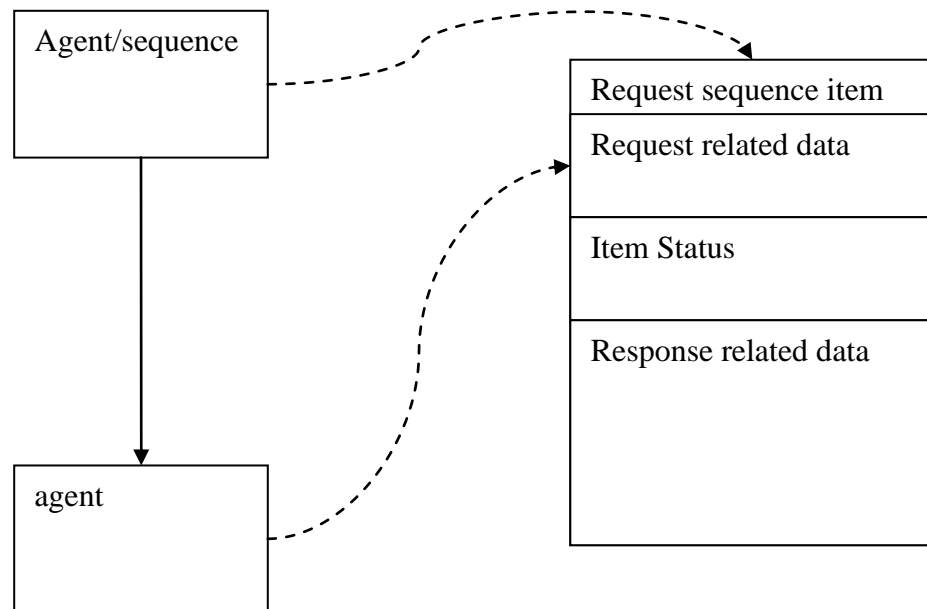 Agent/sequence
Request sequence item
Request related data
Item Status
Response related data
agent